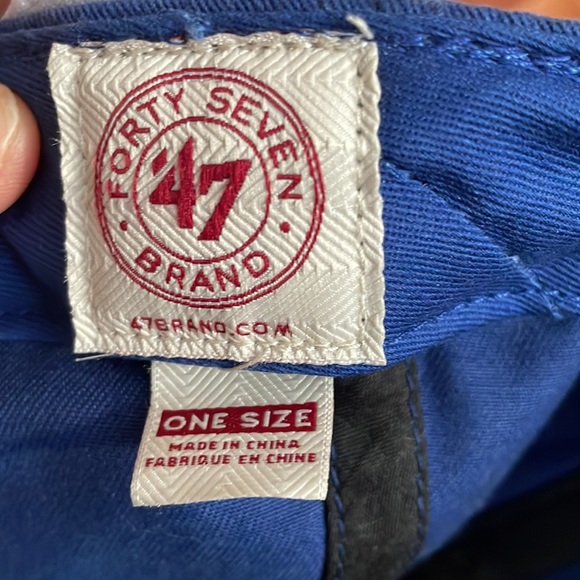 FORTY SEVEN
'47
BRAND
47BRAND.COM
ONE SIZE
MADE IN CHINA
FABRIQUE EN CHINE